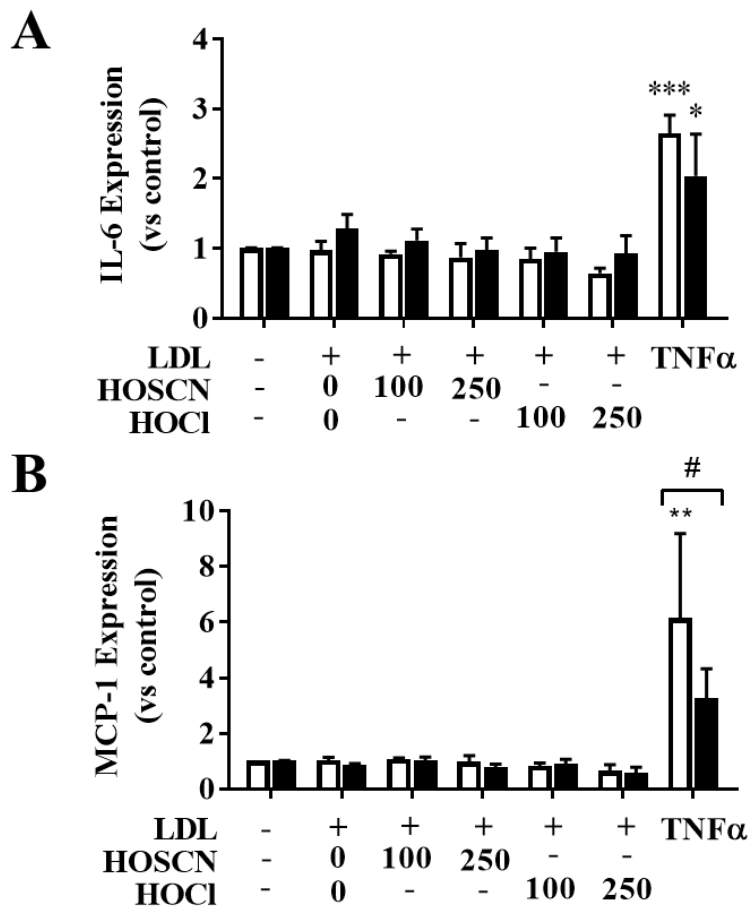 A
IL-6 Expression
(vs control)
4
3
2
1
0
***
*
LDL - + + + + + TNFα
HOSCN - 0 100 250 - -
HOCl - 0 - - 100 250
B
MCP-1 Expression
(vs control)
10
8
6
4
2
0
#
**
LDL - + + + + + TNFα
HOSCN - 0 100 250 - -
HOCl - 0 - - 100 250